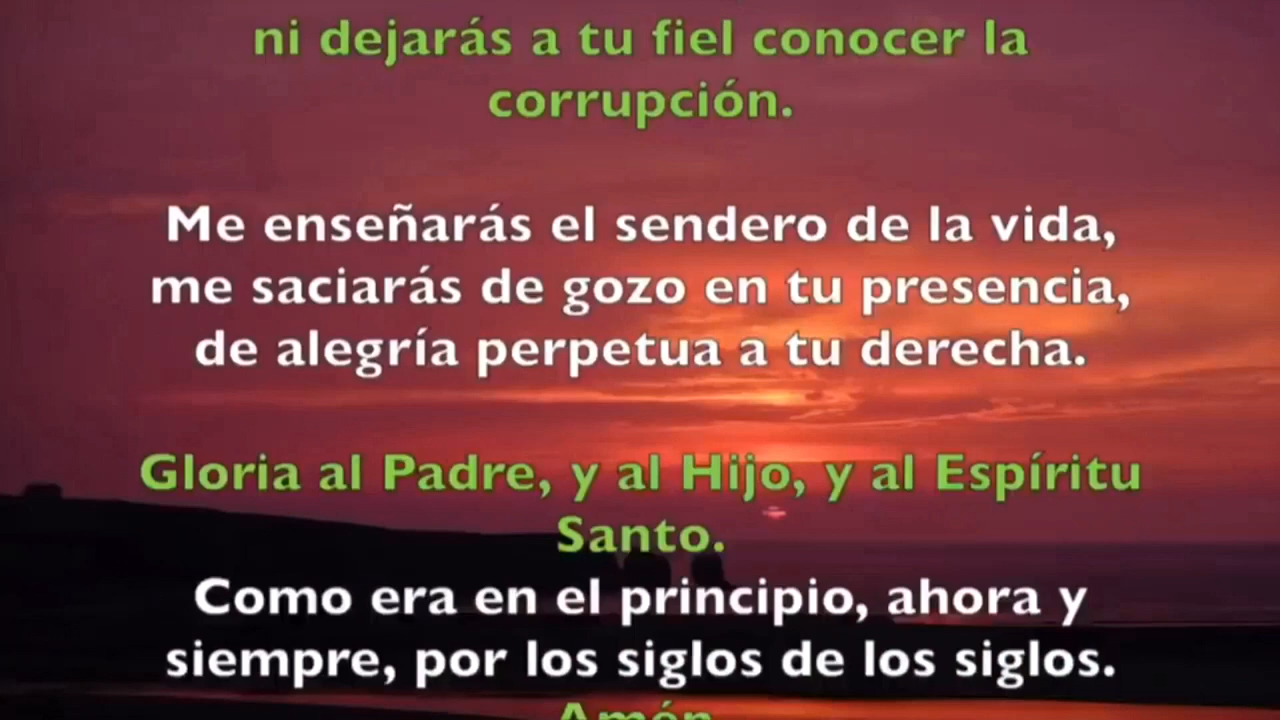 ni dejarás a tu fiel conocer la
corrupción.
Me enseñarás el sendero de la vida,
me saciarás de gozo en tu presencia,
de alegría perpetua a tu derecha.
Gloria al Padre, y al Hijo, y al Espíritu
Santo.
Como era en el principio, ahora y
siempre, por los siglos de los siglos.
Amén